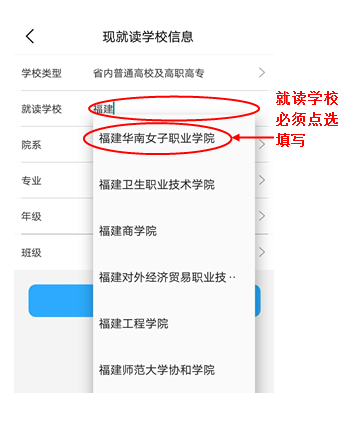 现就读学校信息
学校类型 省内普通高校及高职高专
就读学校 福建
就读学校
必须点选
填写
福建华南女子职业学院
院系
福建卫生职业技术学院
专业
年级
福建商学院
班级
福建对外经济贸易职业技··
福建工程学院
福建师范大学协和学院